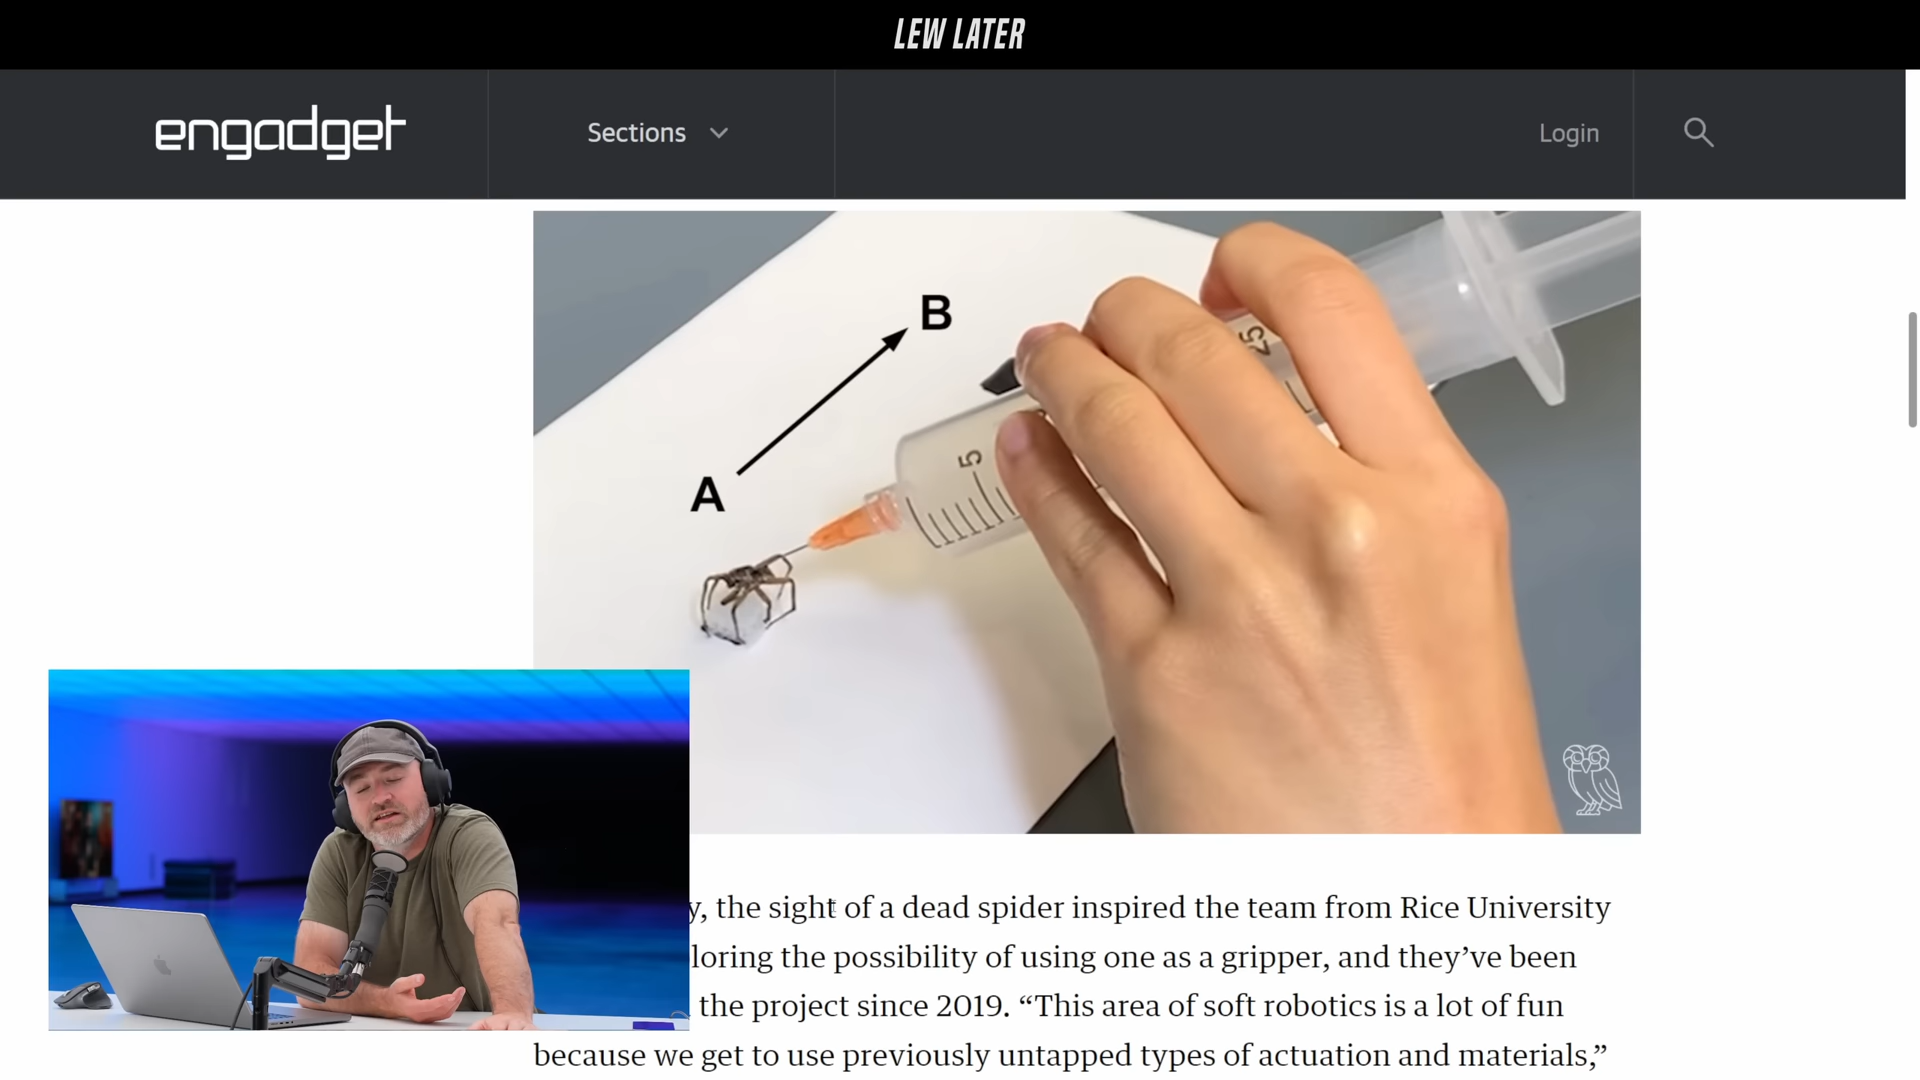 LEW LATER
engadget
Sections
Login
B
A
25
5
y, the sight of a dead spider inspired the team from Rice University
loring the possibility of using one as a gripper, and they’ve been
the project since 2019. “This area of soft robotics is a lot of fun
because we get to use previously untapped types of actuation and materials,”